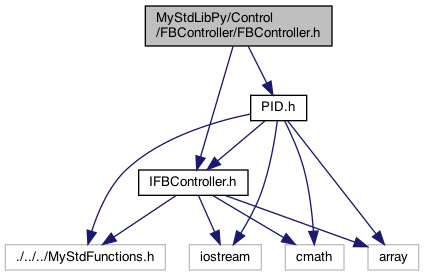 MyStdLibPy/Control
/FBController/FBController.h
PID.h
IFBController.h
./../../MyStdFunctions.h
iostream
cmath
array